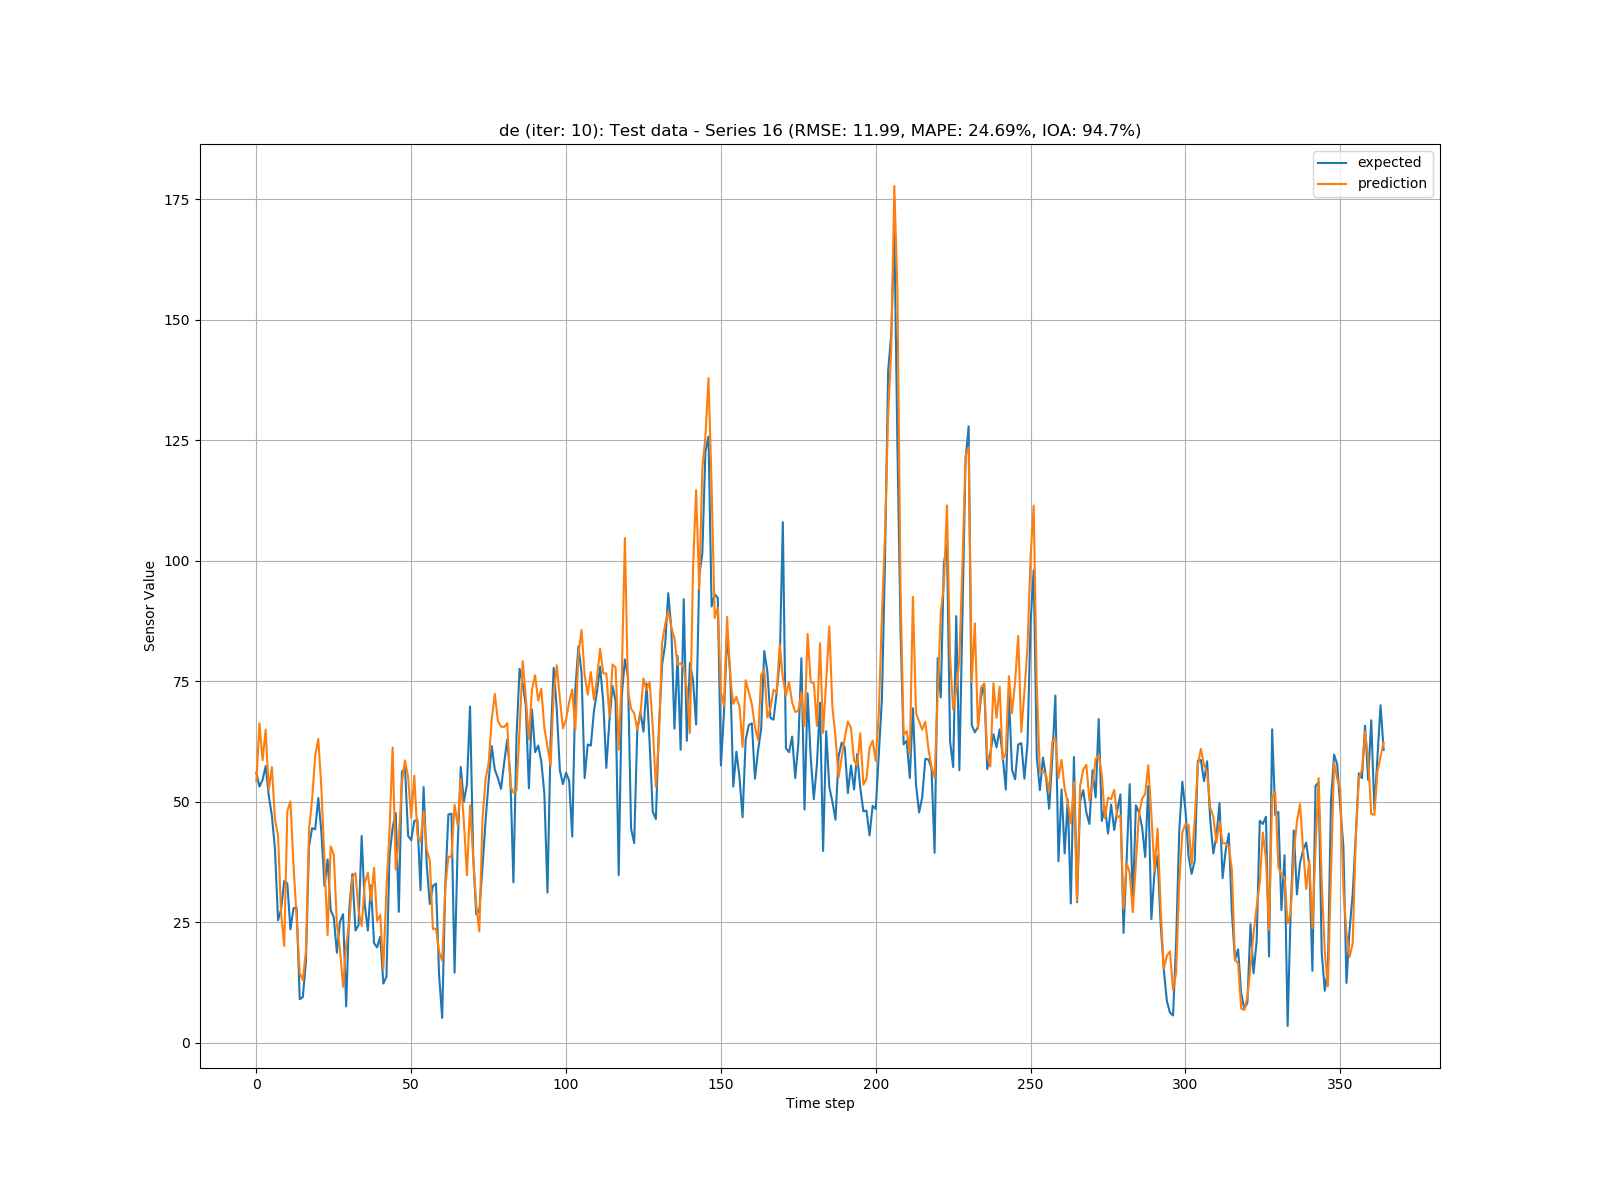 de (iter: 10): Test data - Series 16 (RMSE: 11.99, MAPE: 24.69%, IOA: 94.7%)
expected
prediction
175
150
125
100
75
50
25
0
Sensor Value
0 50 100 150 200 250 300 350
Time step